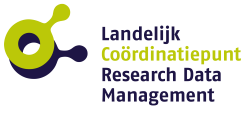 Landelijk
Coördinatiepunt
Research Data
Management